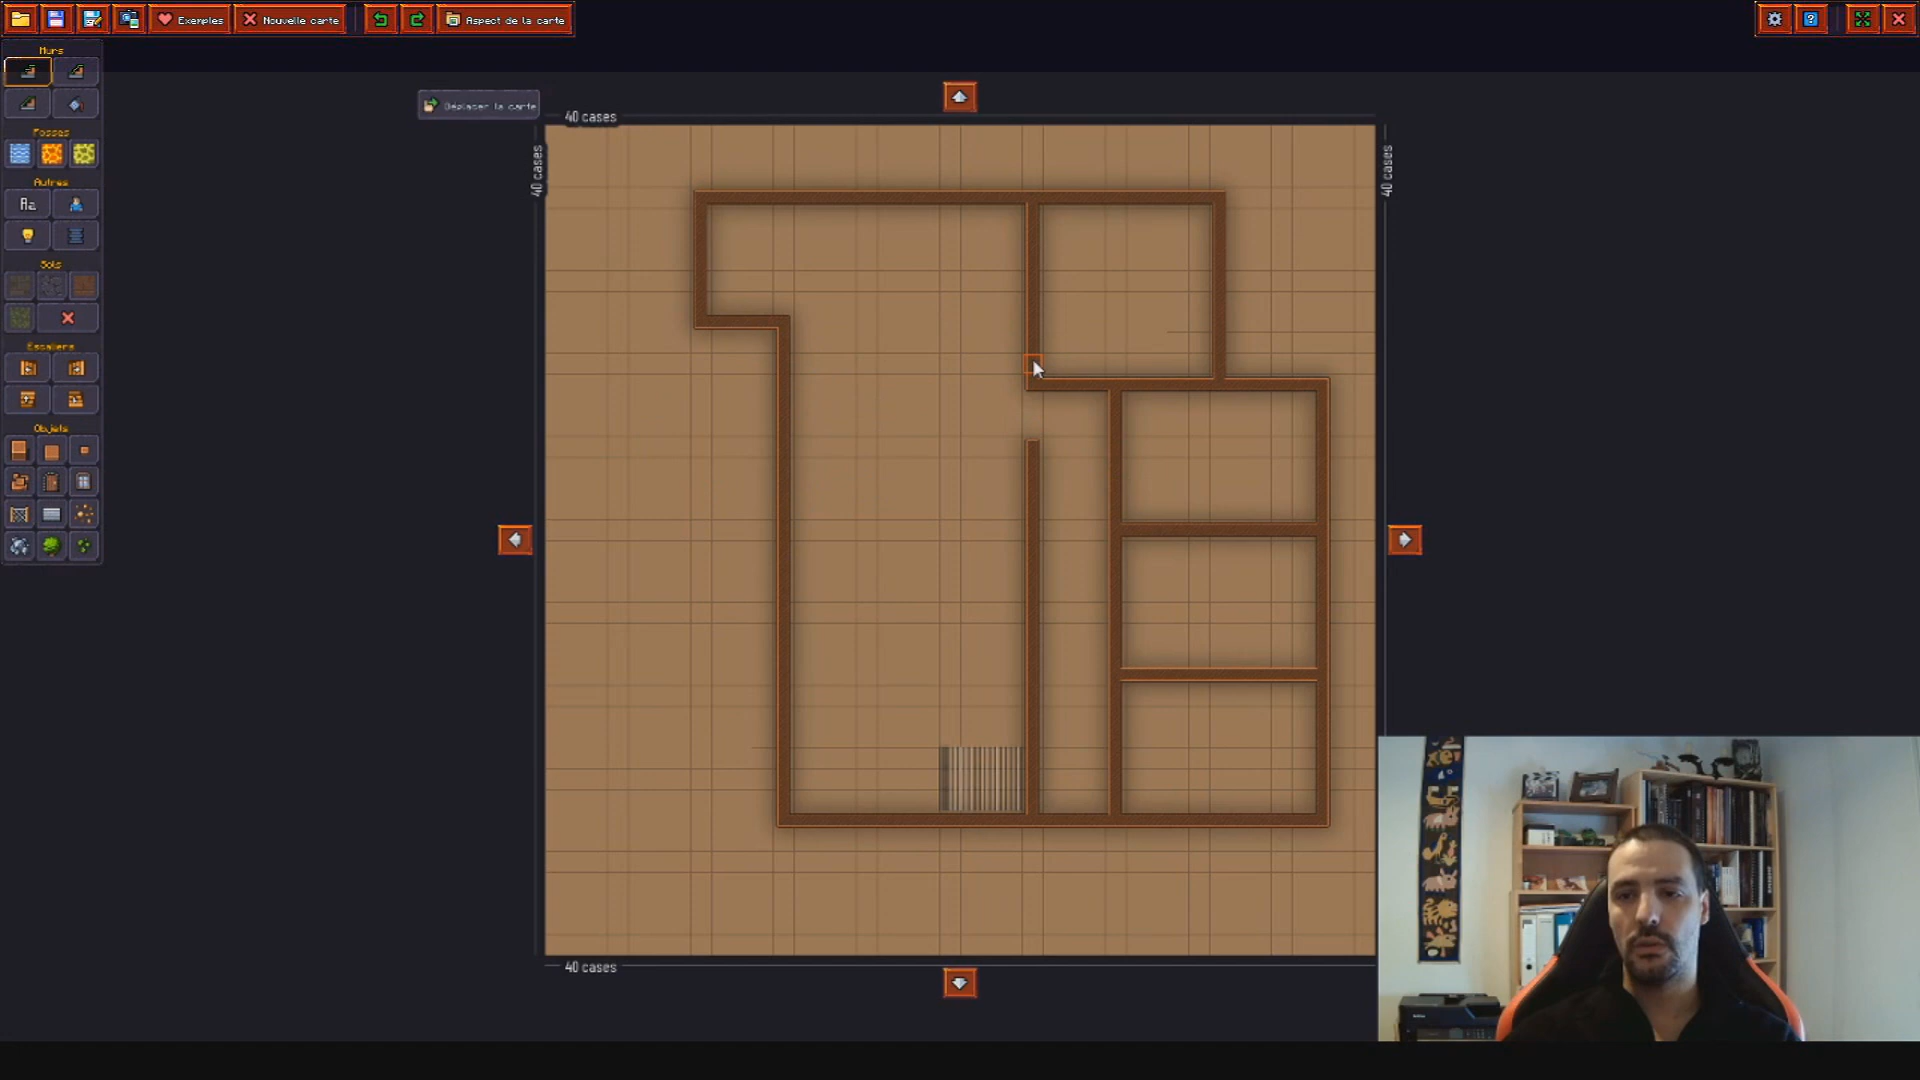 Exemples
Nouvelle carte
Aspect de la carte
Murs
Déplacer la carte
40 cases
40 cases
40 cases
Fosses
Autres
Aa
Sols
Escaliers
Objets
40 cases